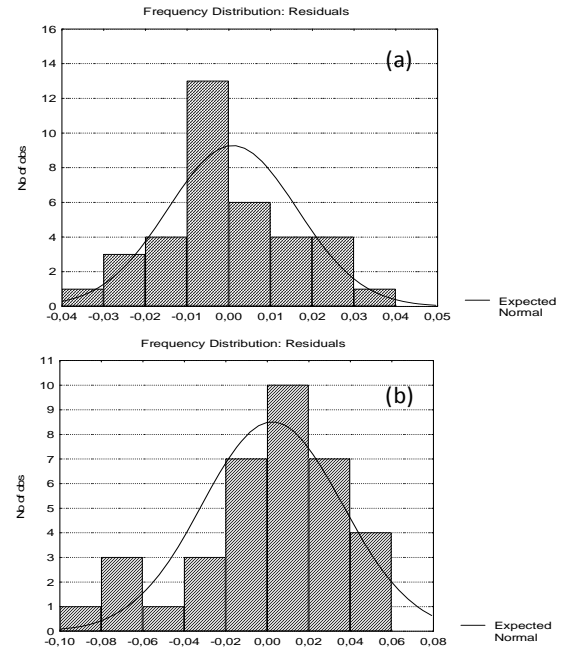 Frequency Distribution: Residuals
(a)
No of obs
16
14
12
10
8
6
4
2
0
-0,04 -0,03 -0,02 -0,01 0,00 0,01 0,02 0,03 0,04 0,05
Expected
Normal
Frequency Distribution: Residuals
(b)
No of obs
11
10
9
8
7
6
5
4
3
2
1
0
-0,10 -0,08 -0,06 -0,04 -0,02 0,00 0,02 0,04 0,06 0,08
Expected
Normal